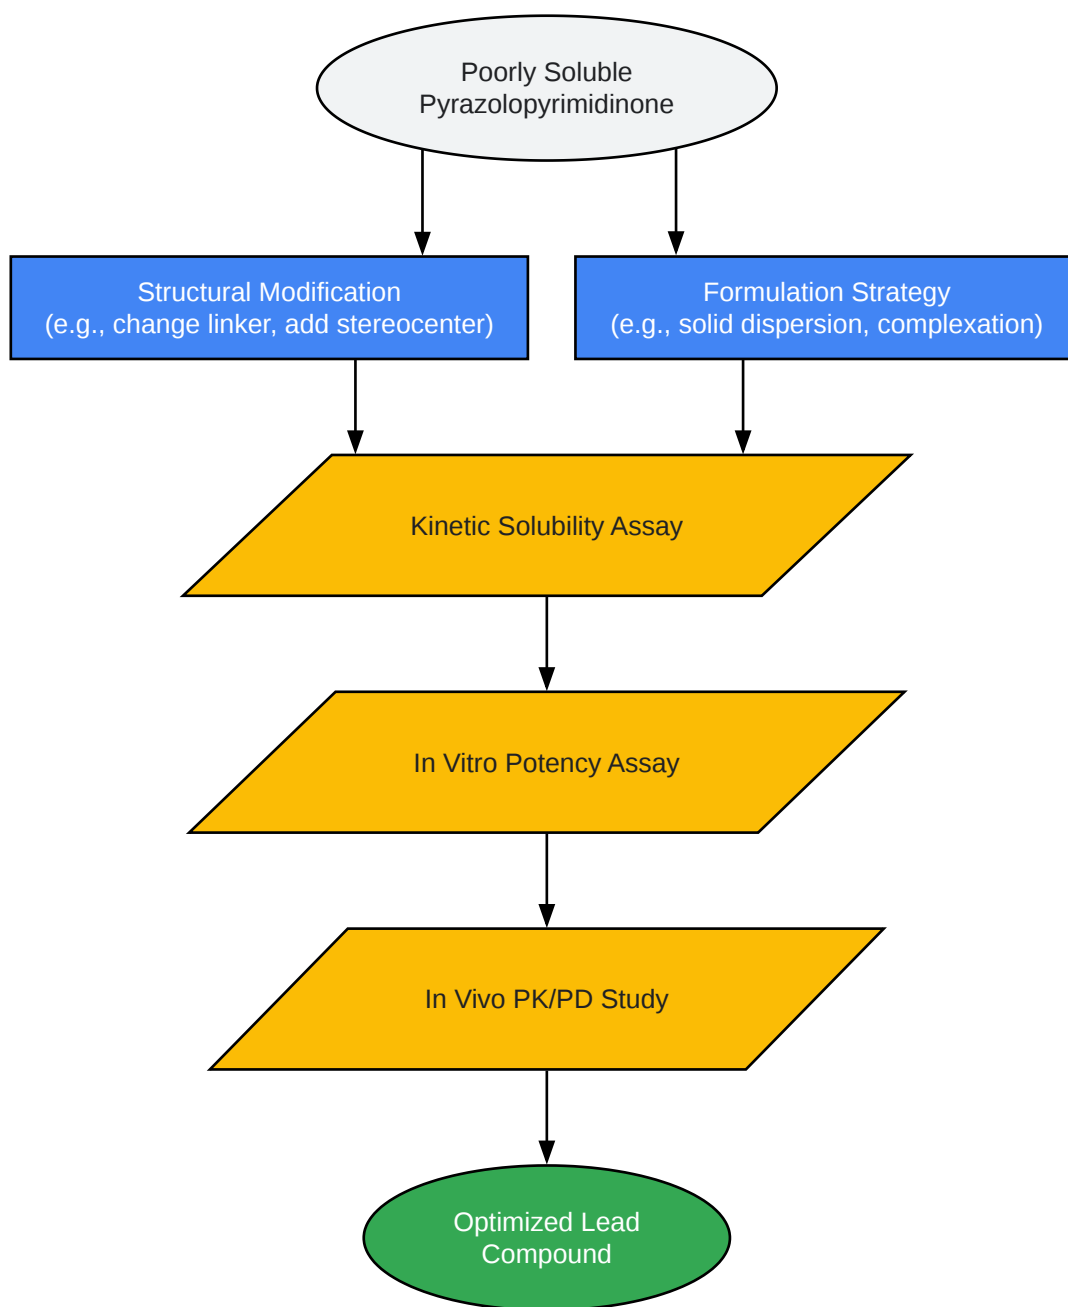 Poorly Soluble
Pyrazolopyrimidinone
Structural Modification
(e.g., change linker, add stereocenter)
Formulation Strategy
(e.g., solid dispersion, complexation)
Kinetic Solubility Assay
In Vitro Potency Assay
In Vivo PK/PD Study
Optimized Lead
Compound